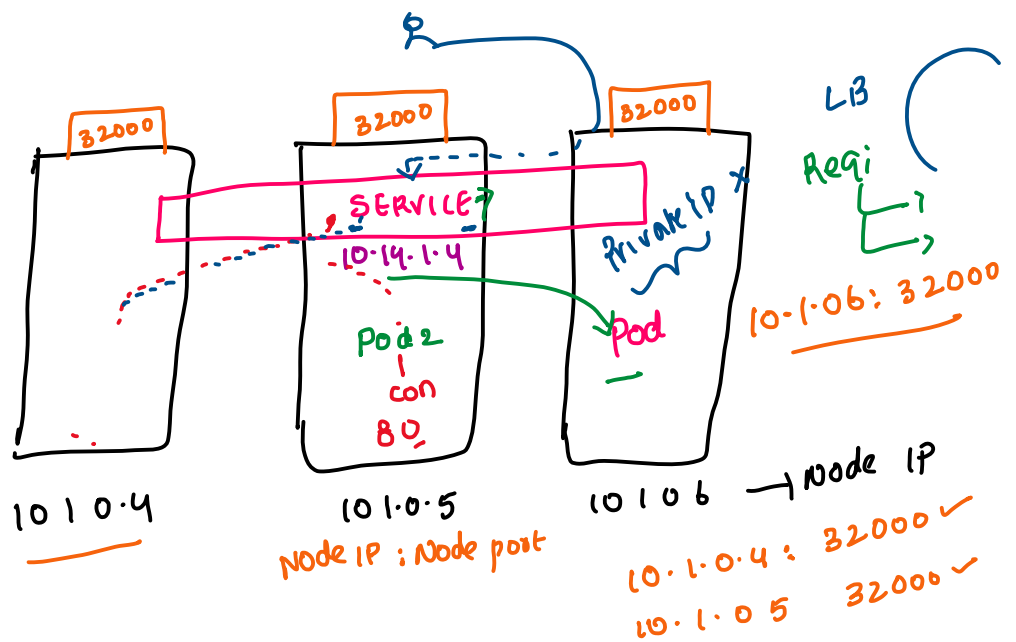 32000
32000
32000
LB
Reqi
SERVICE
10.19.1.4
Private IP
x
10.1.06: 32000
Pod2
Pod
con
80
10 1 0.4
10 1.0.5
10 1 0 6
Node IP
Node IP : Node port
10.1.0.4: 32000
10.1.0 5 32000